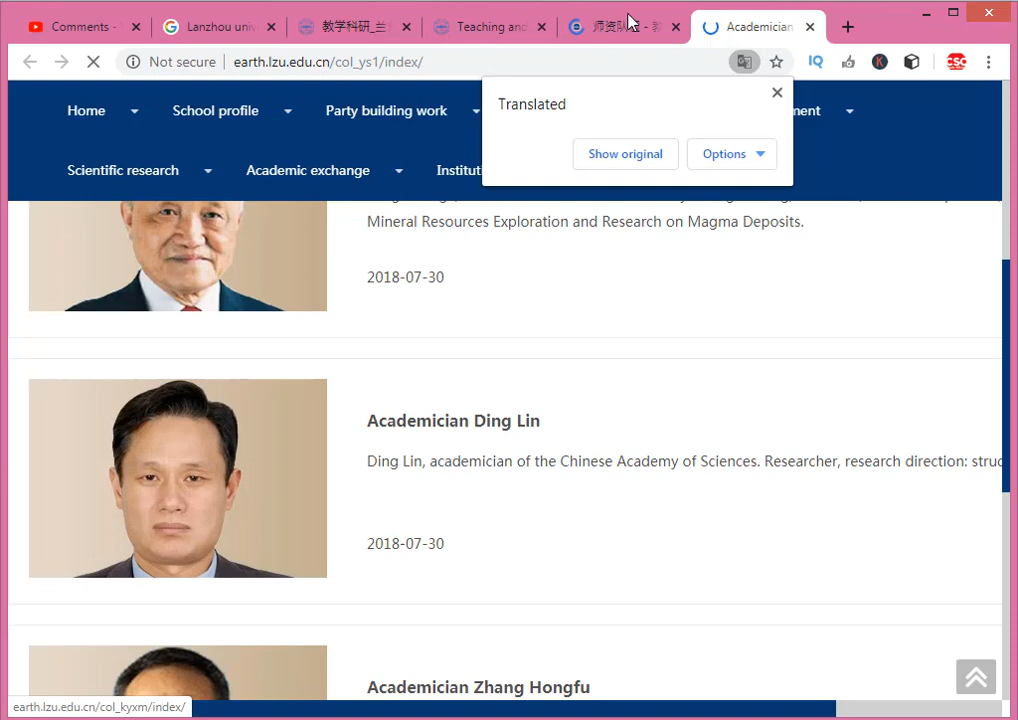 Comments -
Lanzhou uni
教学科研_兰
Teaching and
师资队 - 教
Academician
Not secure
earth.lzu.edu.cn/col_ys1/index/
IQ
K
CSC
Translated
Show original
Options
Home
School profile
Party building work
ment
Scientific research
Academic exchange
Instituti
Mineral Resources Exploration and Research on Magma Deposits.
2018-07-30
Academician Ding Lin
Ding Lin, academician of the Chinese Academy of Sciences. Researcher, research direction: struc
2018-07-30
Academician Zhang Hongfu
earth.lzu.edu.cn/col_kyxm/index/